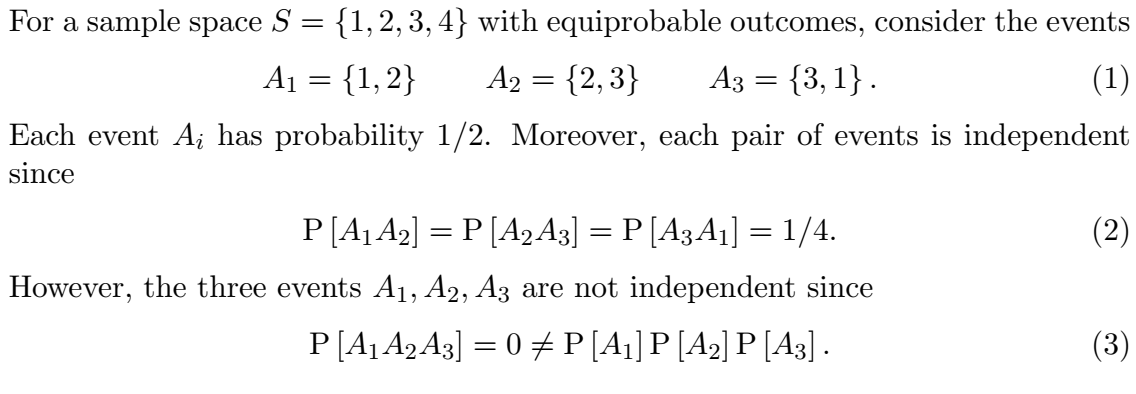 For a sample space S = {1, 2, 3, 4} with equiprobable outcomes, consider the events
A₁ = {1, 2} A₂ = {2, 3} A₃ = {3, 1} . (1)
Each event Aᵢ has probability 1/2. Moreover, each pair of events is independent
since
P [A₁A₂] = P [A₂A₃] = P [A₃A₁] = 1/4. (2)
However, the three events A₁, A₂, A₃ are not independent since
P [A₁A₂A₃] = 0 ≠ P [A₁] P [A₂] P [A₃] . (3)